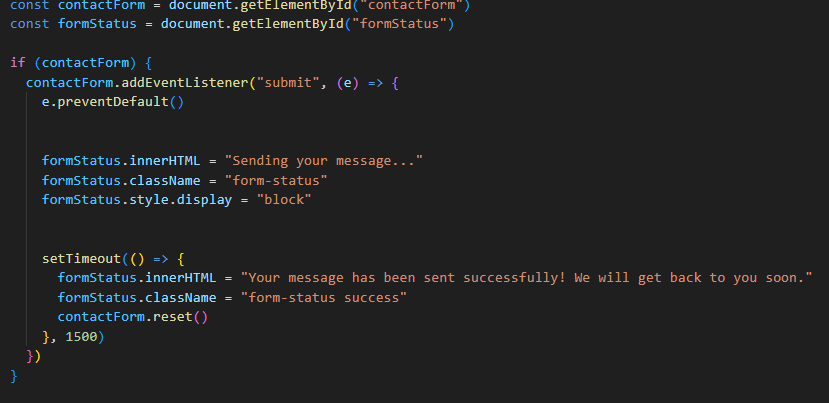 const contactForm = document.getElementById("contactForm")
const formStatus = document.getElementById("formStatus")
if (contactForm) {
contactForm.addEventListener("submit", (e) => {
e.preventDefault()
formStatus.innerHTML = "Sending your message..."
formStatus.className = "form-status"
formStatus.style.display = "block"
setTimeout(() => {
formStatus.innerHTML = "Your message has been sent successfully! We will get back to you soon."
formStatus.className = "form-status success"
contactForm.reset()
}, 1500)
})
}